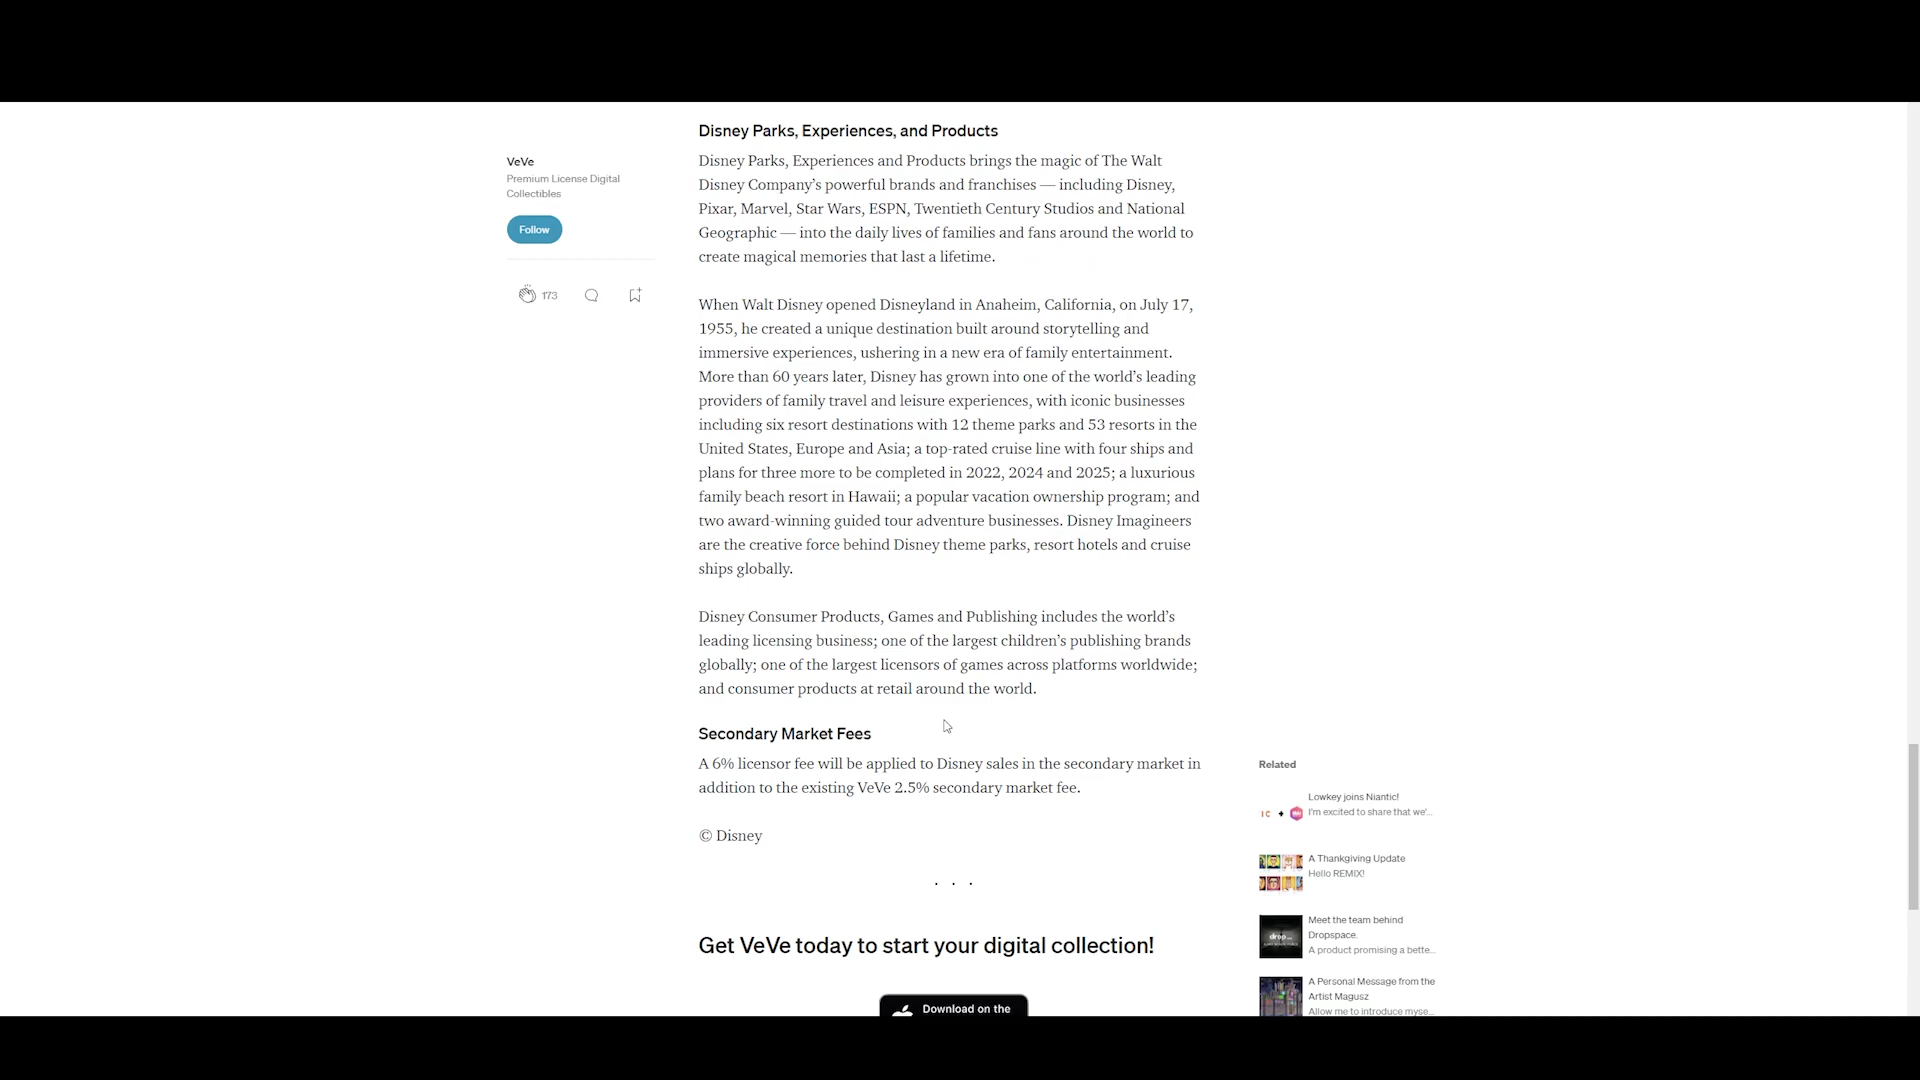 Disney Parks, Experiences, and Products
VeVe
Premium License Digital
Collectibles
Follow
173
Disney Parks, Experiences and Products brings the magic of The Walt
Disney Company’s powerful brands and franchises — including Disney,
Pixar, Marvel, Star Wars, ESPN, Twentieth Century Studios and National
Geographic — into the daily lives of families and fans around the world to
create magical memories that last a lifetime.
When Walt Disney opened Disneyland in Anaheim, California, on July 17,
1955, he created a unique destination built around storytelling and
immersive experiences, ushering in a new era of family entertainment.
More than 60 years later, Disney has grown into one of the world’s leading
providers of family travel and leisure experiences, with iconic businesses
including six resort destinations with 12 theme parks and 53 resorts in the
United States, Europe and Asia; a top-rated cruise line with four ships and
plans for three more to be completed in 2022, 2024 and 2025; a luxurious
family beach resort in Hawaii; a popular vacation ownership program; and
two award-winning guided tour adventure businesses. Disney Imagineers
are the creative force behind Disney theme parks, resort hotels and cruise
ships globally.
Disney Consumer Products, Games and Publishing includes the world’s
leading licensing business; one of the largest children’s publishing brands
globally; one of the largest licensors of games across platforms worldwide;
and consumer products at retail around the world.
Secondary Market Fees
A 6% licensor fee will be applied to Disney sales in the secondary market in
addition to the existing VeVe 2.5% secondary market fee.
© Disney
. . .
Get VeVe today to start your digital collection!
Download on the
Related
Lowkey joins Niantic!
I'm excited to share that we'...
A Thankgiving Update
Hello REMIX!
Meet the team behind
Dropspace.
A product promising a bette...
A Personal Message from the
Artist Magusz
Allow me to introduce myse...